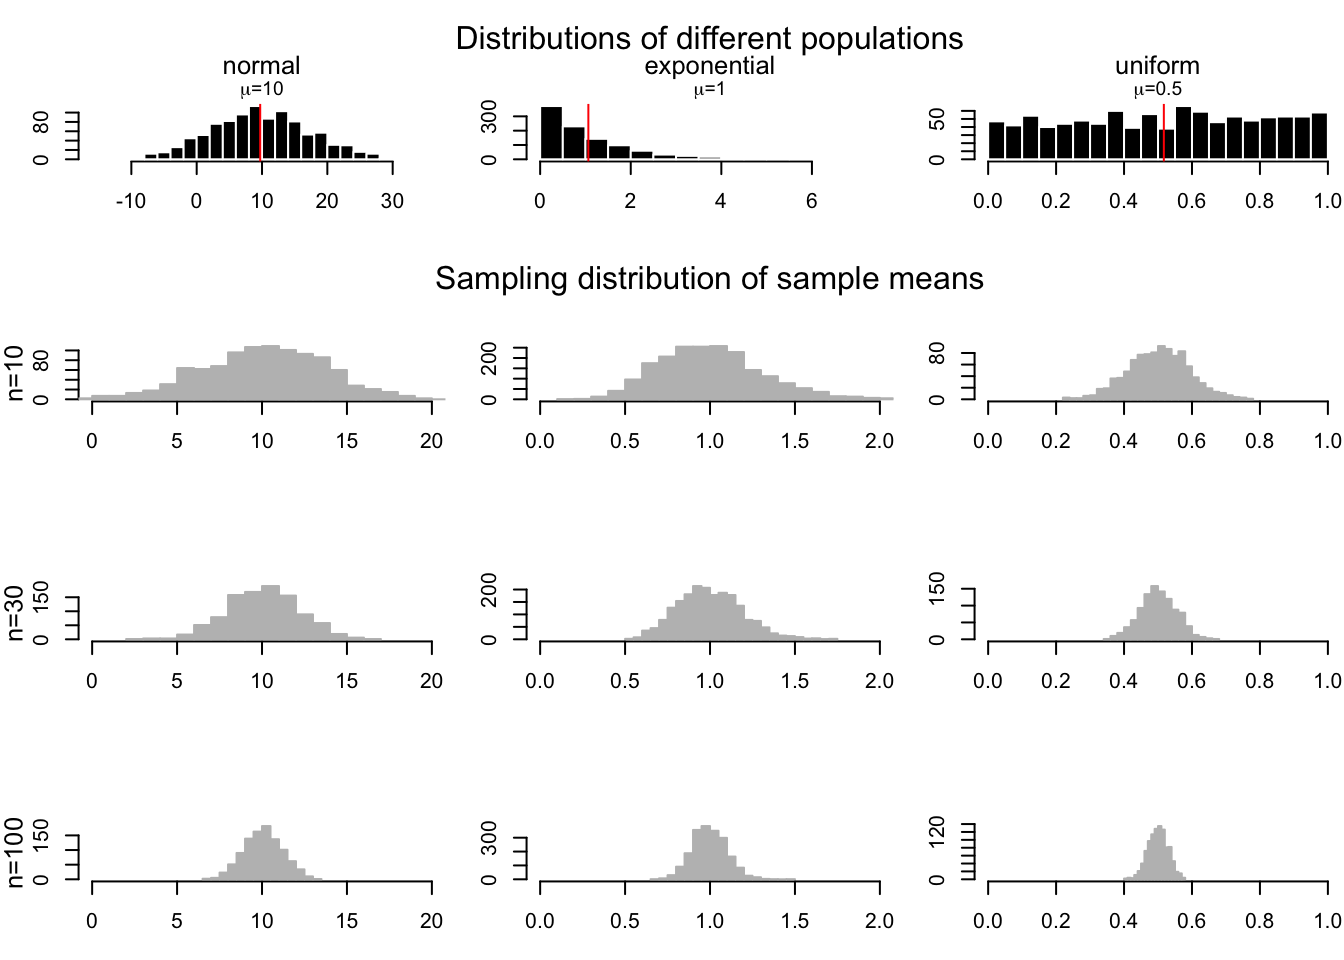 Distributions of different populations
normal exponential uniform
μ=10 μ=1 μ=0.5
80 300 50
0 0 0
-10 0 10 20 30 0 2 4 6 0.0 0.2 0.4 0.6 0.8 1.0
Sampling distribution of sample means
n=10
80 200 80
0 0 0
0 5 10 15 20 0.0 0.5 1.0 1.5 2.0 0.0 0.2 0.4 0.6 0.8 1.0
n=30
150 200 150
0 0 0
0 5 10 15 20 0.0 0.5 1.0 1.5 2.0 0.0 0.2 0.4 0.6 0.8 1.0
n=100
150 300 120
0 0 0
0 5 10 15 20 0.0 0.5 1.0 1.5 2.0 0.0 0.2 0.4 0.6 0.8 1.0